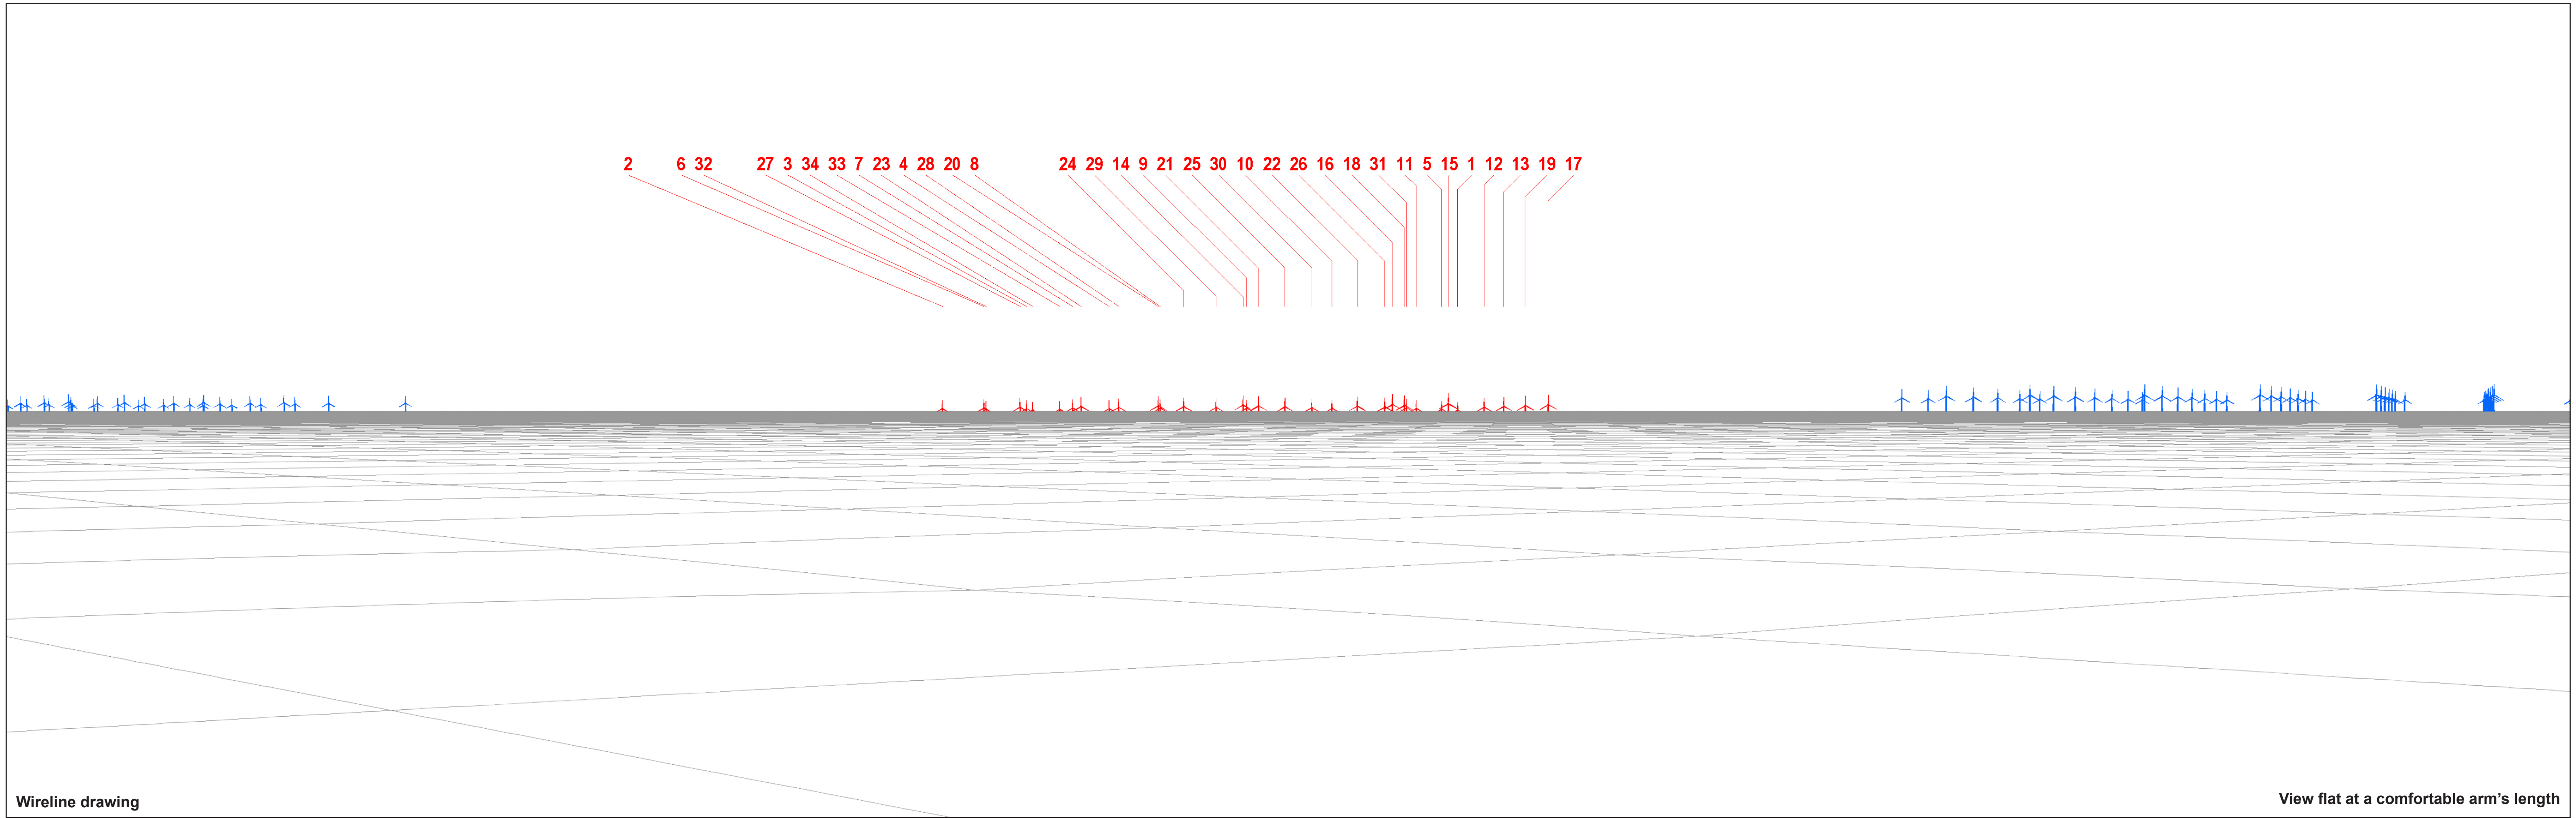 2 6 32 27 3 34 33 7 23 4 28 20 8 24 29 14 9 21 25 30 10 22 26 16 18 31 11 5 15 1 12 13 19 17
Wireline drawing
View flat at a comfortable arm’s length